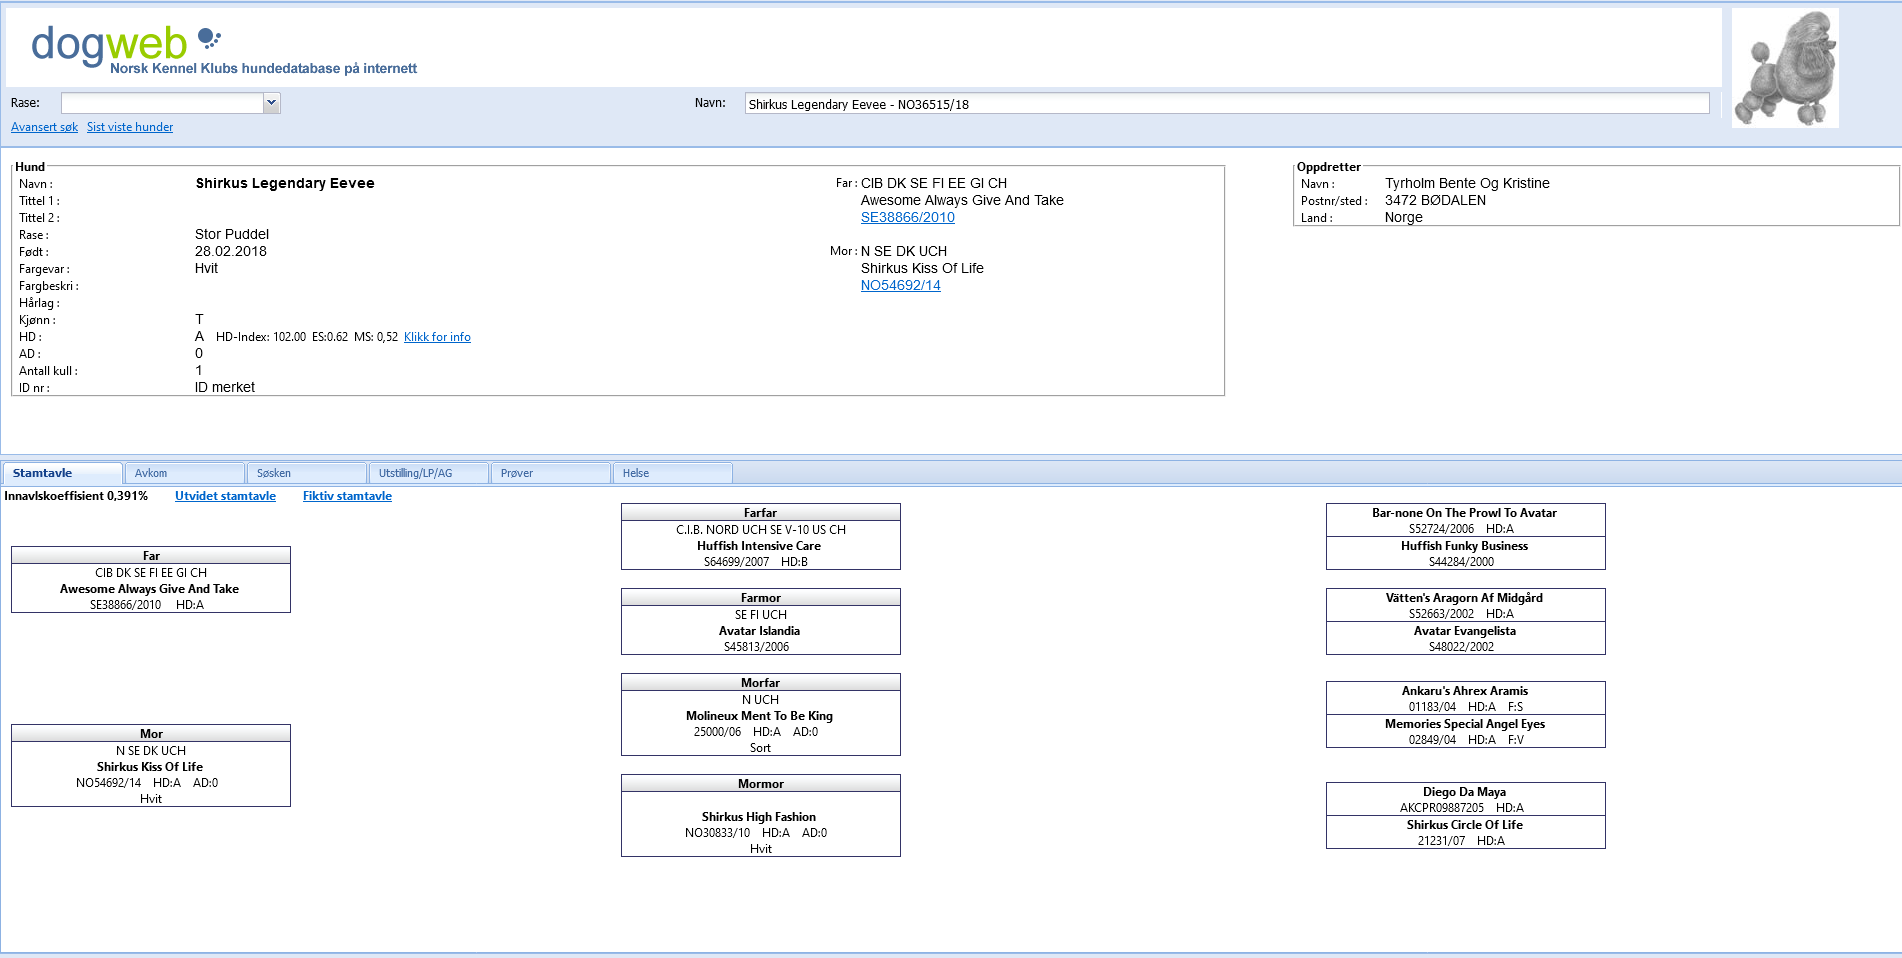 dogweb
Norsk Kennel Klubs hundedatabase på internett
Rase:
Navn: Shirkus Legendary Eevee - NO36515/18
Avansert søk Sist viste hunder
Hund
Navn : Shirkus Legendary Eevee
Tittel 1 :
Tittel 2 :
Rase : Stor Puddel
Født : 28.02.2018
Fargevar : Hvit
Fargbeskri :
Hårlag :
Kjønn : T
HD : A HD-Index: 102.00 ES:0.62 MS: 0,52 Klikk for info
AD : 0
Antall kull : 1
ID nr : ID merket
Far : CIB DK SE FI EE GI CH
Awesome Always Give And Take
SE38866/2010
Mor : N SE DK UCH
Shirkus Kiss Of Life
NO54692/14
Oppdretter
Navn : Tyrholm Bente Og Kristine
Postnr/sted : 3472 BØDALEN
Land : Norge
Stamtavle Avkom Søsken Utstilling/LP/AG Prøver Helse
Innavlskoeffisient 0,391% Utvidet stamtavle Fiktiv stamtavle
Far
CIB DK SE FI EE GI CH
Awesome Always Give And Take
SE38866/2010 HD:A
Mor
N SE DK UCH
Shirkus Kiss Of Life
NO54692/14 HD:A AD:0
Hvit
Farfar
C.I.B. NORD UCH SE V-10 US CH
Huffish Intensive Care
S64699/2007 HD:B
Farmor
SE FI UCH
Avatar Islandia
S45813/2006
Morfar
N UCH
Molineux Ment To Be King
25000/06 HD:A AD:0
Sort
Mormor
Shirkus High Fashion
NO30833/10 HD:A AD:0
Hvit
Bar-none On The Prowl To Avatar
S52724/2006 HD:A
Huffish Funky Business
S44284/2000
Vätten's Aragorn Af Midgård
S52663/2002 HD:A
Avatar Evangelista
S48022/2002
Ankaru's Ahrex Aramis
01183/04 HD:A F:S
Memories Special Angel Eyes
02849/04 HD:A F:V
Diego Da Maya
AKCPR09887205 HD:A
Shirkus Circle Of Life
21231/07 HD:A